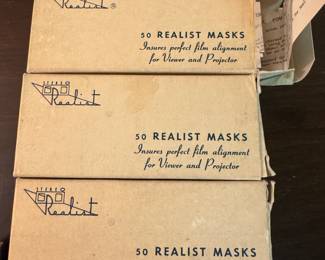 Realist ®
50 REALIST MASKS
Insures perfect film alignment
for Viewer and Projector
STEREO
Realist
50 REALIST MASKS
Insures perfect film alignment
for Viewer and Projector
STEREO
Realist
50 REALIST MASKS